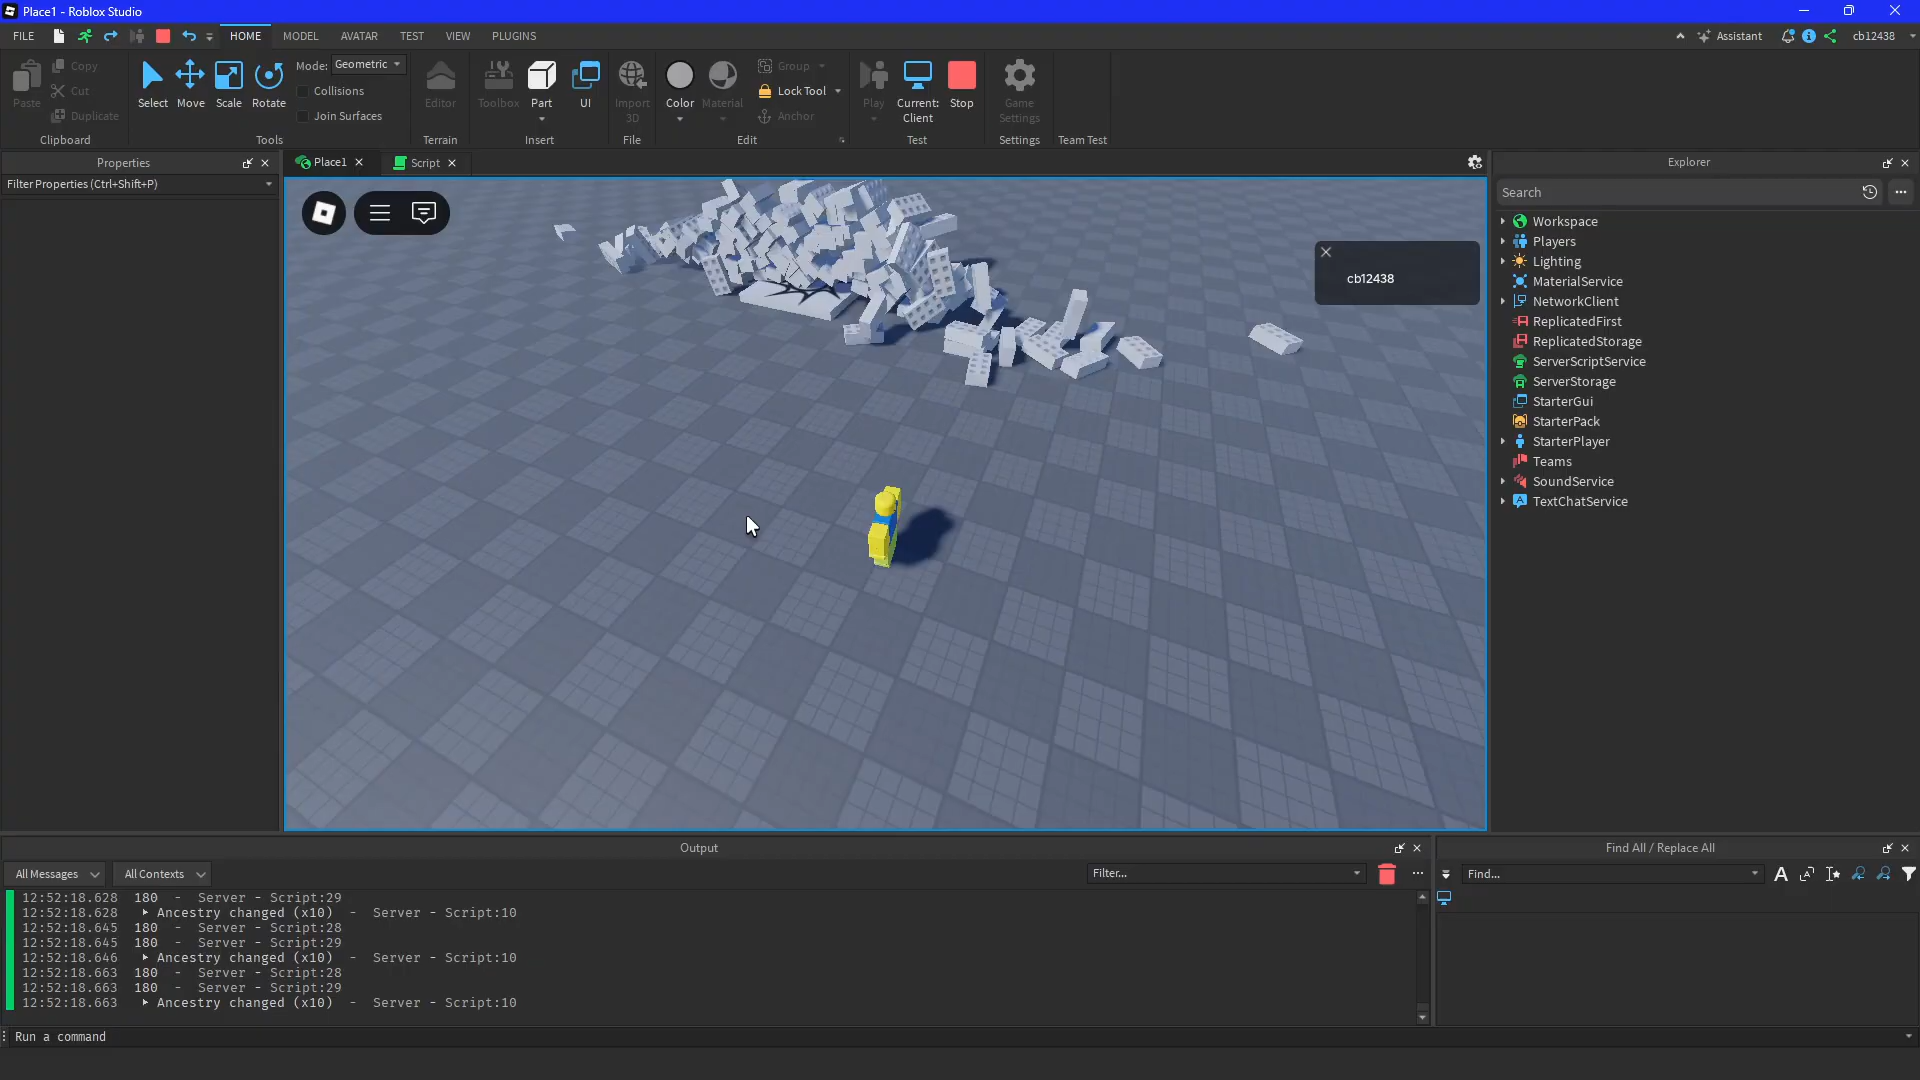 Place1 - Roblox Studio
FILE
HOME
MODEL
AVATAR
TEST
VIEW
PLUGINS
Assistant
cb12438
Paste
Copy
Cut
Duplicate
Clipboard
Select
Move
Scale
Rotate
Mode:
Geometric
Collisions
Join Surfaces
Tools
Editor
Terrain
Toolbox
Part
UI
Insert
Import
3D
File
Color
Material
Group
Lock Tool
Anchor
Edit
Play
Current:
Client
Stop
Test
Game
Settings
Settings
Team Test
Properties
Filter Properties (Ctrl+Shift+P)
Place1
Script
cb12438
Explorer
Search
Workspace
Players
Lighting
MaterialService
NetworkClient
ReplicatedFirst
ReplicatedStorage
ServerScriptService
ServerStorage
StarterGui
StarterPack
StarterPlayer
Teams
SoundService
TextChatService
Output
All Messages
All Contexts
Filter...
12:52:18.628 180 - Server - Script:29
12:52:18.628 Ancestry changed (x10) - Server - Script:10
12:52:18.645 180 - Server - Script:28
12:52:18.645 180 - Server - Script:29
12:52:18.646 Ancestry changed (x10) - Server - Script:10
12:52:18.663 180 - Server - Script:28
12:52:18.663 180 - Server - Script:29
12:52:18.663 Ancestry changed (x10) - Server - Script:10
Find All / Replace All
Find...
Run a command